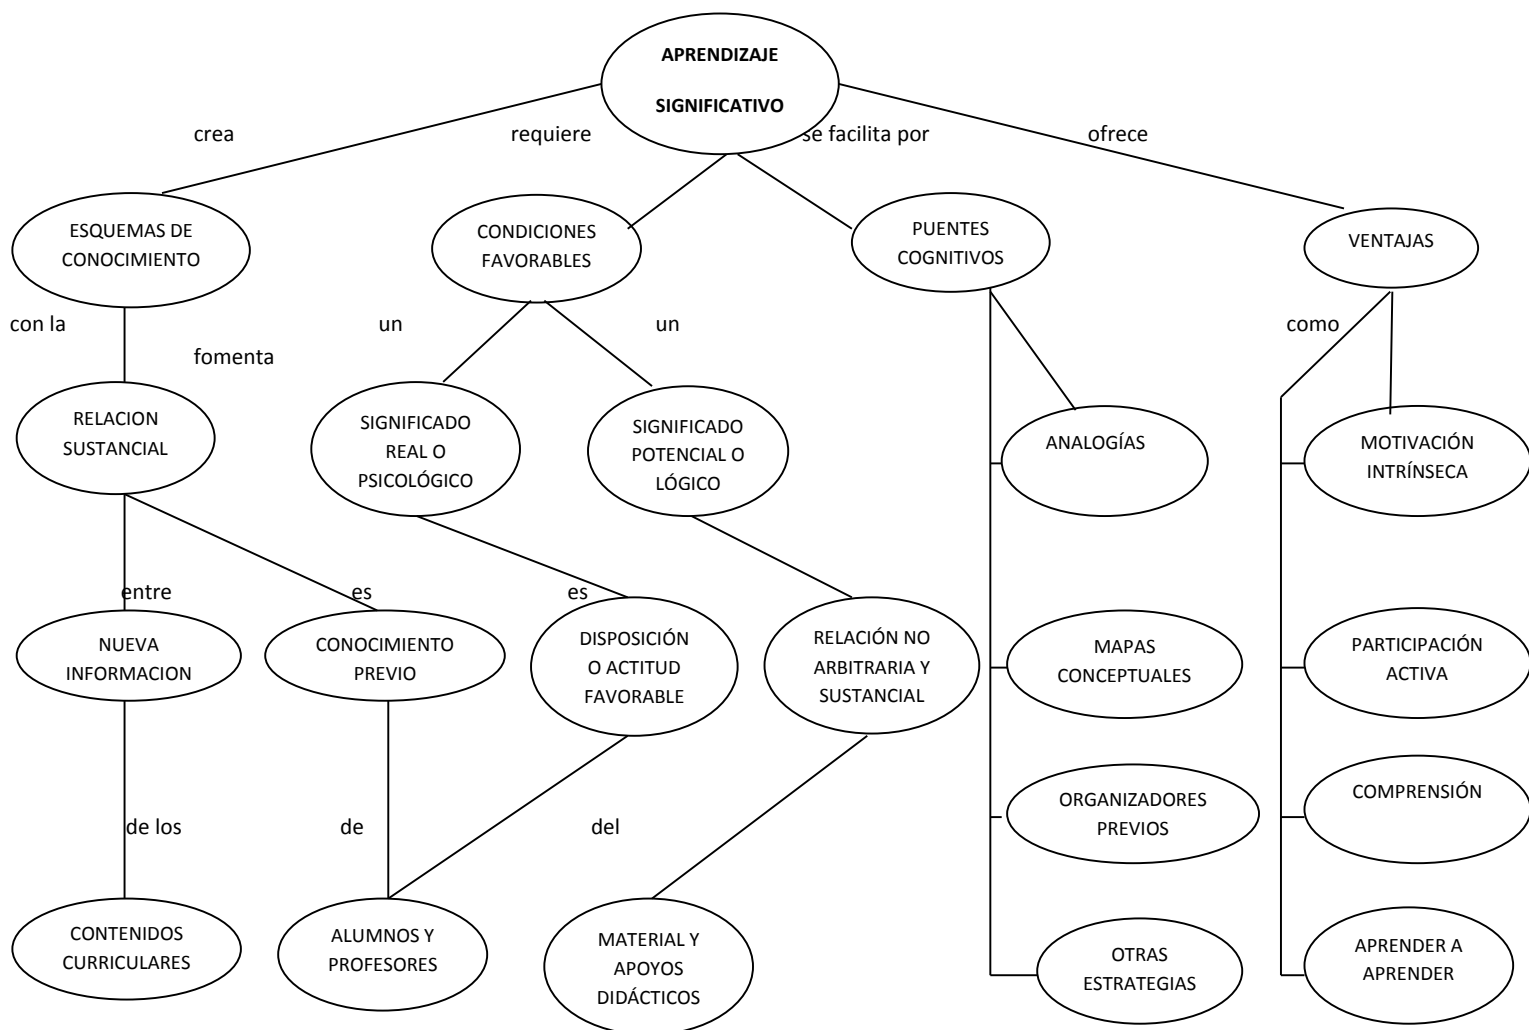 APRENDIZAJE
SIGNIFICATIVO
crea
requiere
se facilita por
ofrece
ESQUEMAS DE
CONOCIMIENTO
CONDICIONES
FAVORABLES
PUENTES
COGNITIVOS
VENTAJAS
con la
fomenta
un
un
como
RELACION
SUSTANCIAL
SIGNIFICADO
REAL O
PSICOLÓGICO
SIGNIFICADO
POTENCIAL O
LÓGICO
ANALOGÍAS
MOTIVACIÓN
INTRÍNSECA
entre
es
es
NUEVA
INFORMACION
CONOCIMIENTO
PREVIO
DISPOSICIÓN
O ACTITUD
FAVORABLE
RELACIÓN NO
ARBITRARIA Y
SUSTANCIAL
MAPAS
CONCEPTUALES
PARTICIPACIÓN
ACTIVA
ORGANIZADORES
PREVIOS
COMPRENSIÓN
de los
de
del
CONTENIDOS
CURRICULARES
ALUMNOS Y
PROFESORES
MATERIAL Y
APOYOS
DIDÁCTICOS
OTRAS
ESTRATEGIAS
APRENDER A
APRENDER